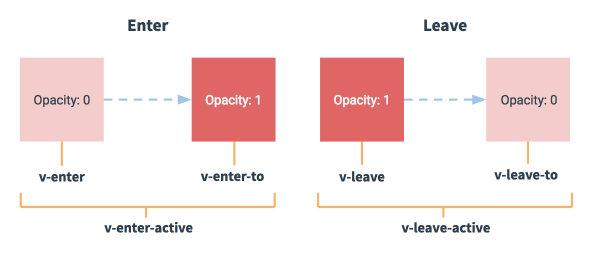 Enter
Leave
Opacity: 0
Opacity: 1
Opacity: 1
Opacity: 0
v-enter
v-enter-to
v-leave
v-leave-to
v-enter-active
v-leave-active